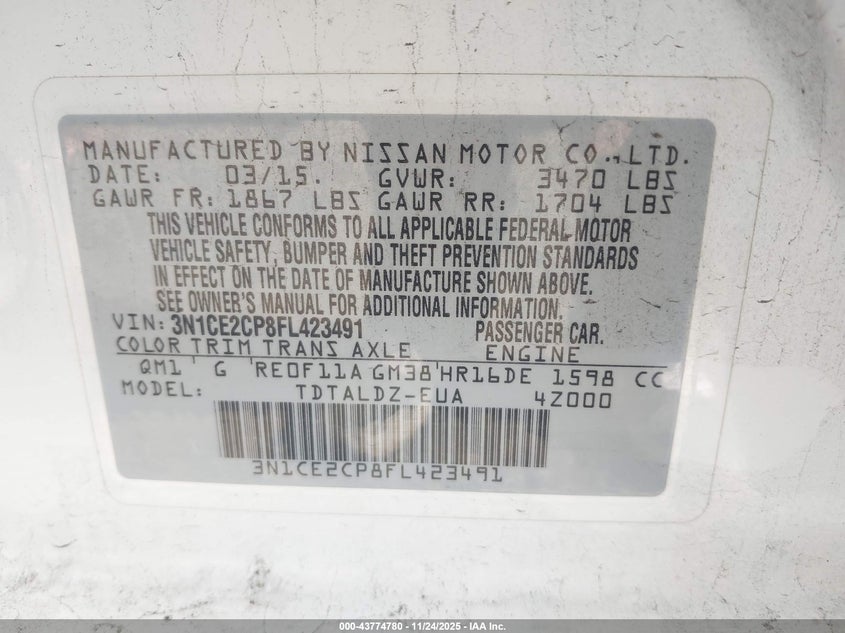 MANUFACTURED BY NISSAN MOTOR CO., LTD.
DATE: 03/15. GVWR: 3470 LBS
GAWR FR: 1867 LBS GAWR RR: 1704 LBS
THIS VEHICLE CONFORMS TO ALL APPLICABLE FEDERAL MOTOR
VEHICLE SAFETY, BUMPER AND THEFT PREVENTION STANDARDS
IN EFFECT ON THE DATE OF MANUFACTURE SHOWN ABOVE.
SEE OWNER'S MANUAL FOR ADDITIONAL INFORMATION.
VIN: 3N1CE2CP8FL423491 PASSENGER CAR.
COLOR TRIM TRANS AXLE ENGINE
QM1 G RE0F11A GM38 HR16DE 1598 CC
MODEL: TDTALDZ-EUA 4Z000
3N1CE2CP8FL423491
000-43774780 - 11/24/2025 - IAA Inc.